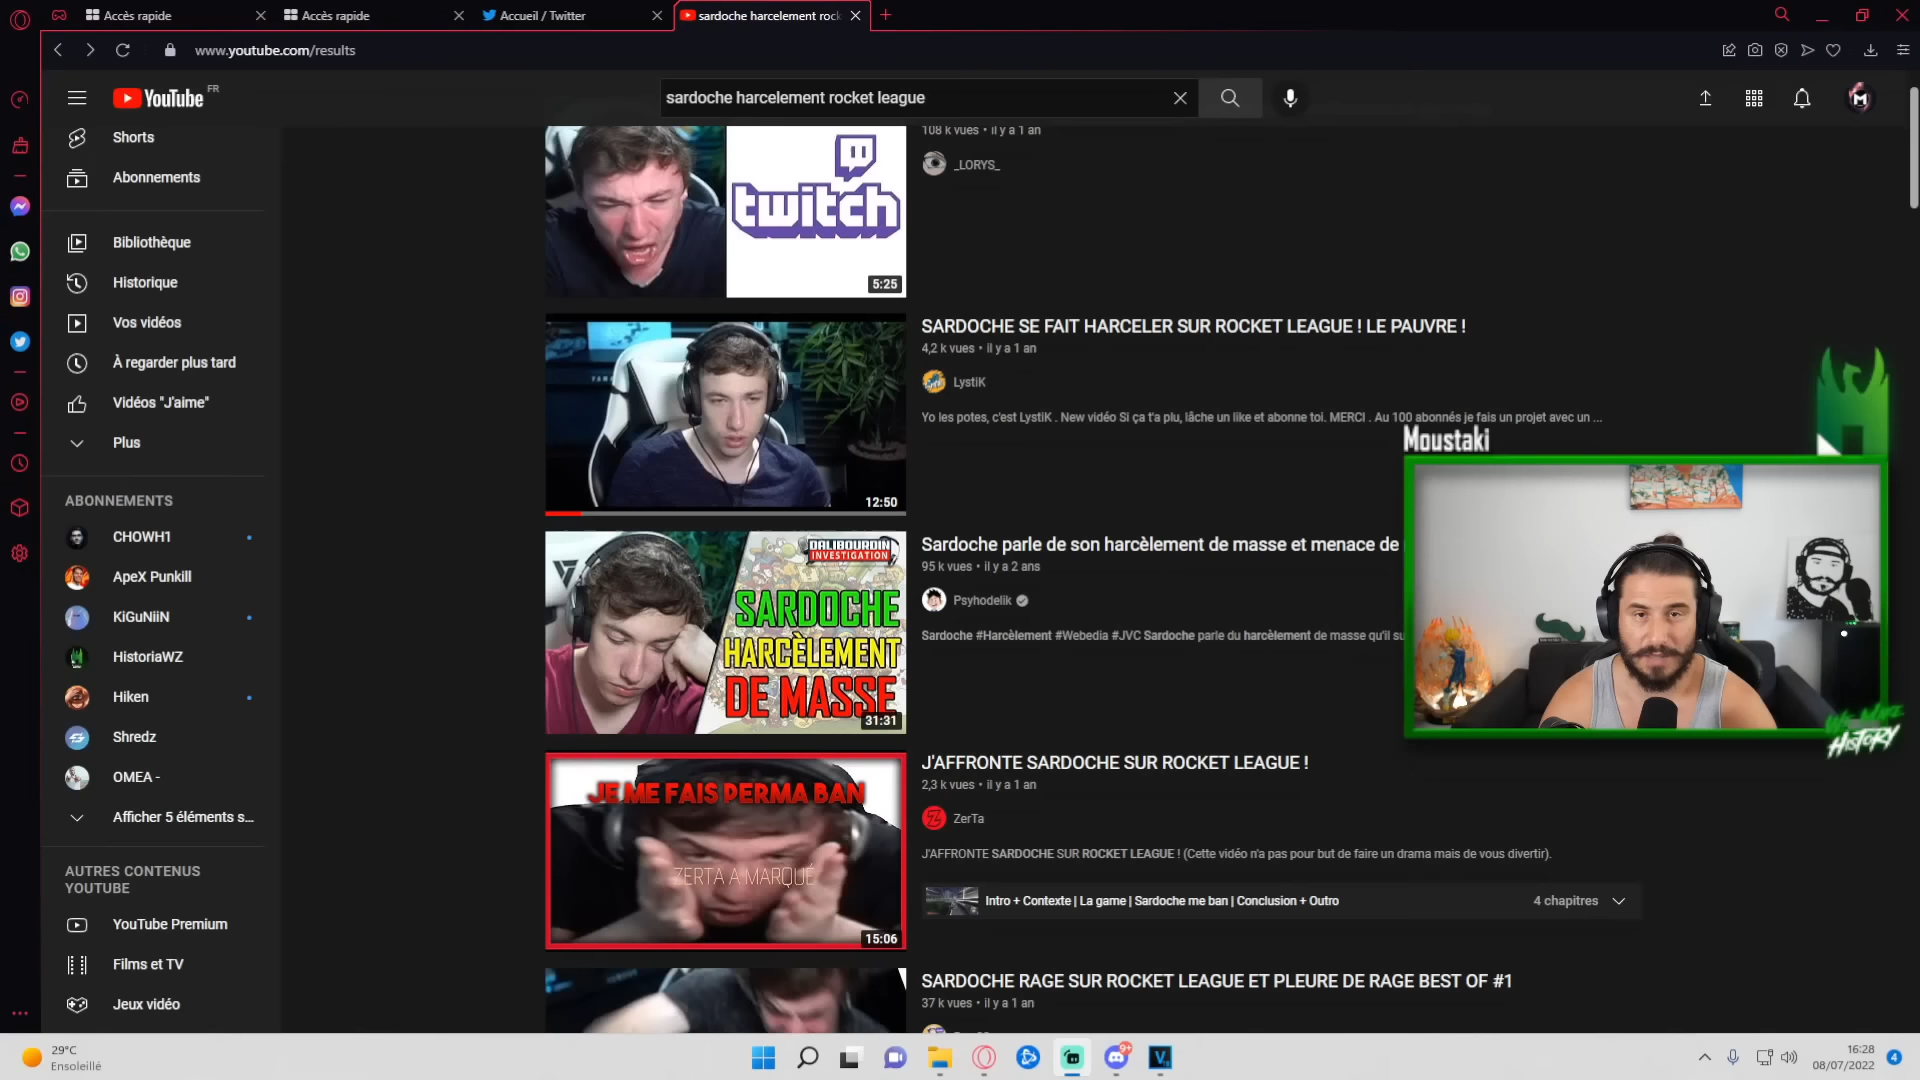 Accès rapide
Accès rapide
Accueil / Twitter
sardoche harcelement rock
www.youtube.com/results
YouTube
FR
sardoche harcelement rocket league
Shorts
Abonnements
Bibliothèque
Historique
Vos vidéos
À regarder plus tard
Vidéos "J'aime"
Plus
ABONNEMENTS
CHOWH1
ApeX Punkill
KiGuNiiN
HistoriaWZ
Hiken
Shredz
OMEA -
Afficher 5 éléments s...
AUTRES CONTENUS
YOUTUBE
YouTube Premium
Films et TV
Jeux vidéo
108 k vues • il y a 1 an
_LORYS_
twitch
5:25
SARDOCHE SE FAIT HARCELER SUR ROCKET LEAGUE ! LE PAUVRE !
4,2 k vues • il y a 1 an
LystiK
Yo les potes, c'est LystiK . New vidéo Si ça t'a plu, lâche un like et abonne toi. MERCI . Au 100 abonnés je fais un projet avec un ...
12:50
Moustaki
Sardoche parle de son harcèlement de masse et menace de
95 k vues • il y a 2 ans
Psyhodelik
Sardoche #Harcèlement #Webedia #JVC Sardoche parle du harcèlement de masse qu'il su
DALIBOURDIN
INVESTIGATION
SARDOCHE
HARCÈLEMENT
DE MASSE
31:31
HISTORY
J'AFFRONTE SARDOCHE SUR ROCKET LEAGUE !
2,3 k vues • il y a 1 an
ZerTa
J'AFFRONTE SARDOCHE SUR ROCKET LEAGUE ! (Cette vidéo n'a pas pour but de faire un drama mais de vous divertir).
Intro + Contexte | La game | Sardoche me ban | Conclusion + Outro
4 chapitres
JE ME FAIS PERMA BAN
ZERTA A MARQUÉ
15:06
SARDOCHE RAGE SUR ROCKET LEAGUE ET PLEURE DE RAGE BEST OF #1
37 k vues • il y a 1 an
29°C
Ensoleillé
9+
16:28
08/07/2022
4